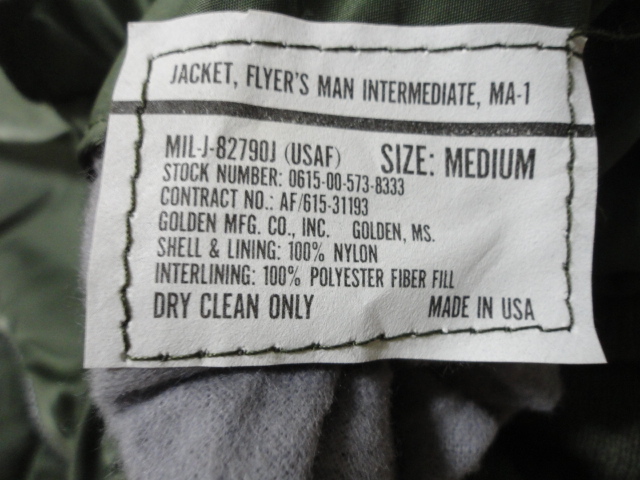 JACKET, FLYER'S MAN INTERMEDIATE, MA-1
MIL-J-82790J (USAF) SIZE: MEDIUM
STOCK NUMBER: 0615-00-573-8333
CONTRACT NO.: AF/615-31193
GOLDEN MFG. CO., INC. GOLDEN, MS.
SHELL & LINING: 100% NYLON
INTERLINING: 100% POLYESTER FIBER FILL
DRY CLEAN ONLY MADE IN USA